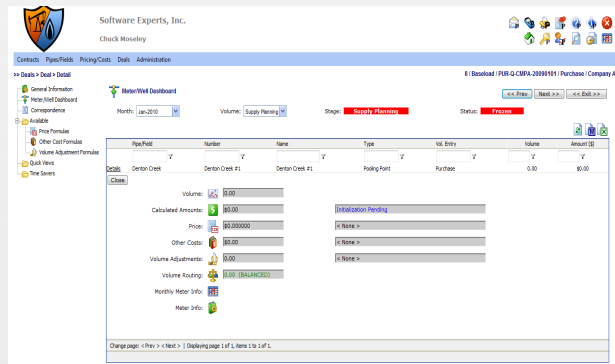 Software Experts, Inc.
Chuck Moseley
Contracts Pipes/Fields Pricing/Costs Deals Administration
>> Deals > Deal > Detail
8 / Baseload / PUR-Q-CMPA-20090101 / Purchase / Company A
General Information
Meter/Well Dashboard
Correspondence
Available
Price Formulas
Other Cost Formulas
Volume Adjustment Formulas
Quick Views
Time Savers
Meter/Well Dashboard
<< Prev Next >> << Exit >>
Month: Jan-2010 Volume: Supply Planning Stage: Supply Planning Status: Frozen
Pipe/Field Number Name Type Vol. Entry Volume Amount ($)
Details Denton Creek Denton Creek #1 Denton Creek #1 Pooling Point Purchase 0.00 $0.00
Close
Volume: 0.00
Calculated Amounts: $0.00 Initialization Pending
Price: $0.000000 < None >
Other Costs: $0.00 < None >
Volume Adjustments: 0.00 < None >
Volume Routing: 0.00 (BALANCED)
Monthly Meter Info:
Meter Info:
Change page: < Prev > < Next > | Displaying page 1 of 1, items 1 to 1 of 1.